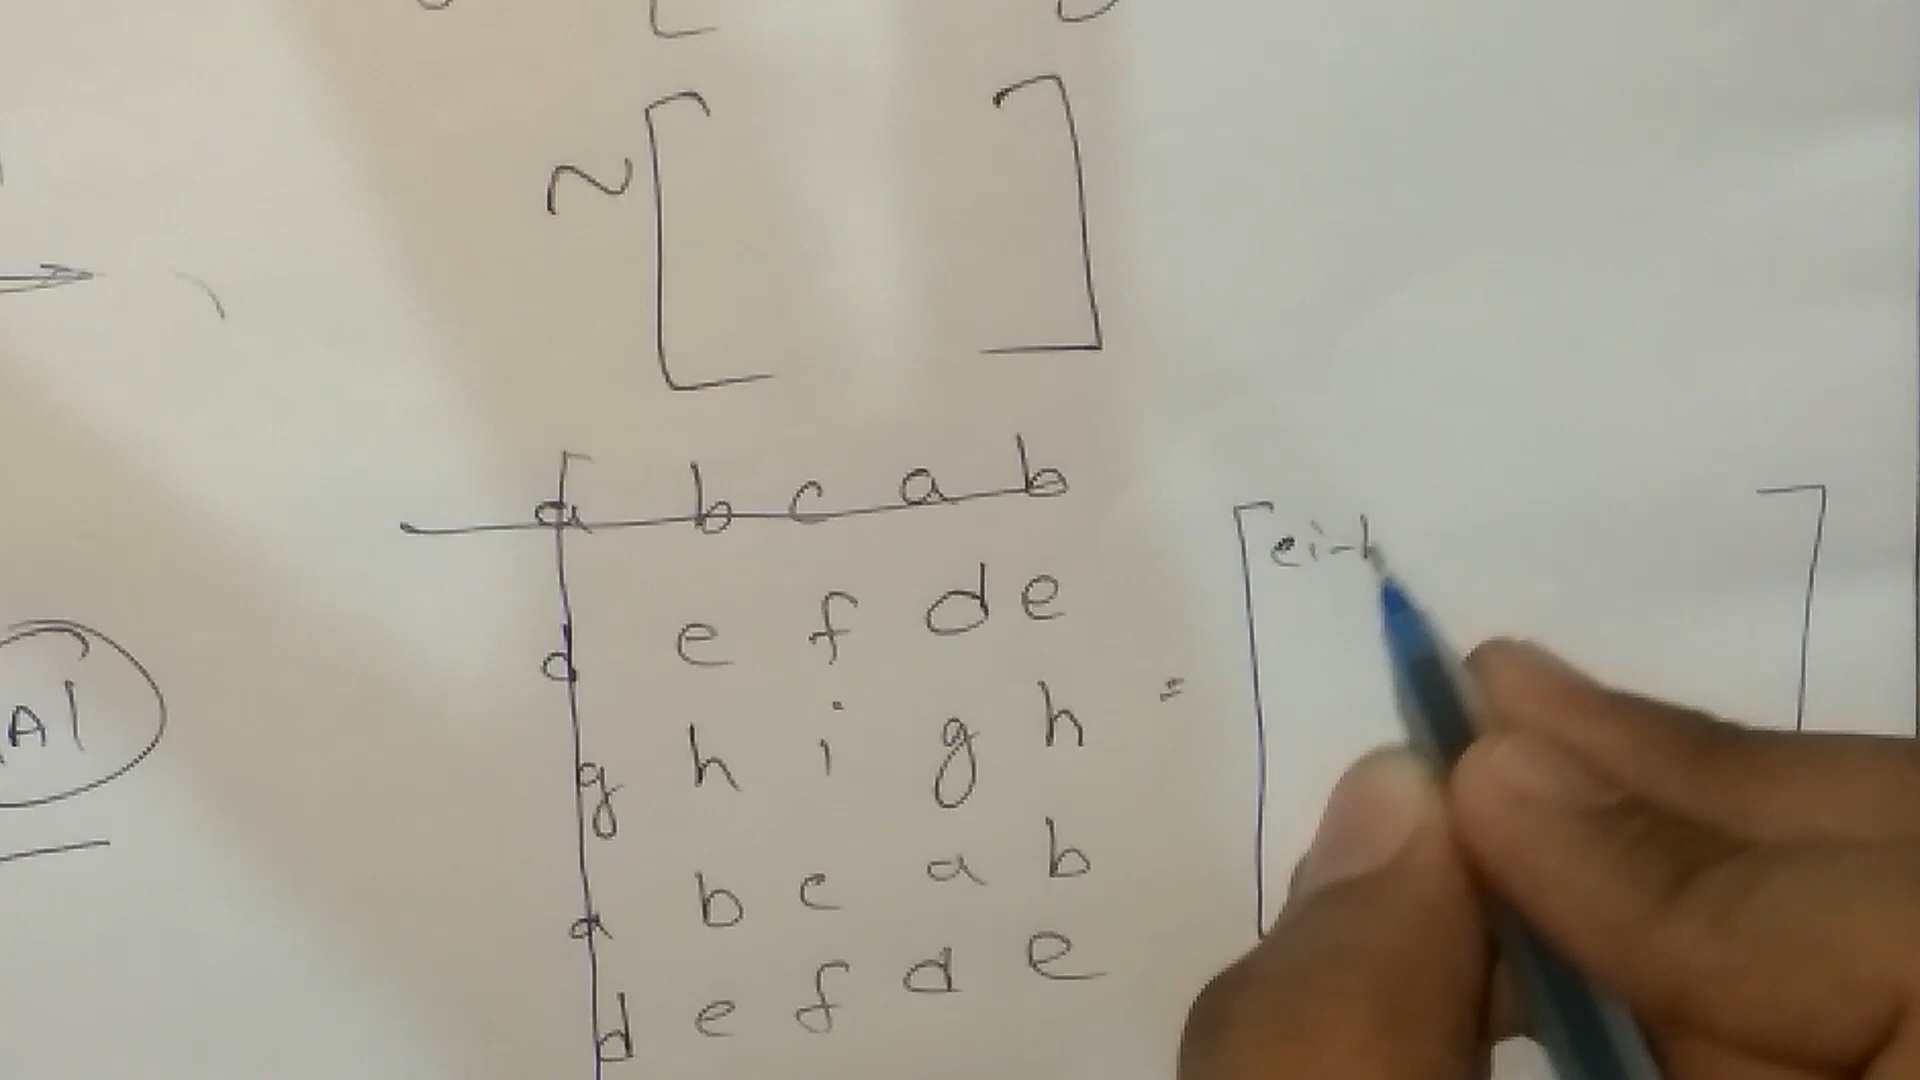 ~
a b c a b
d e f d e
g h i g h =
a b c a b
d e f d e
ei-h
|A|